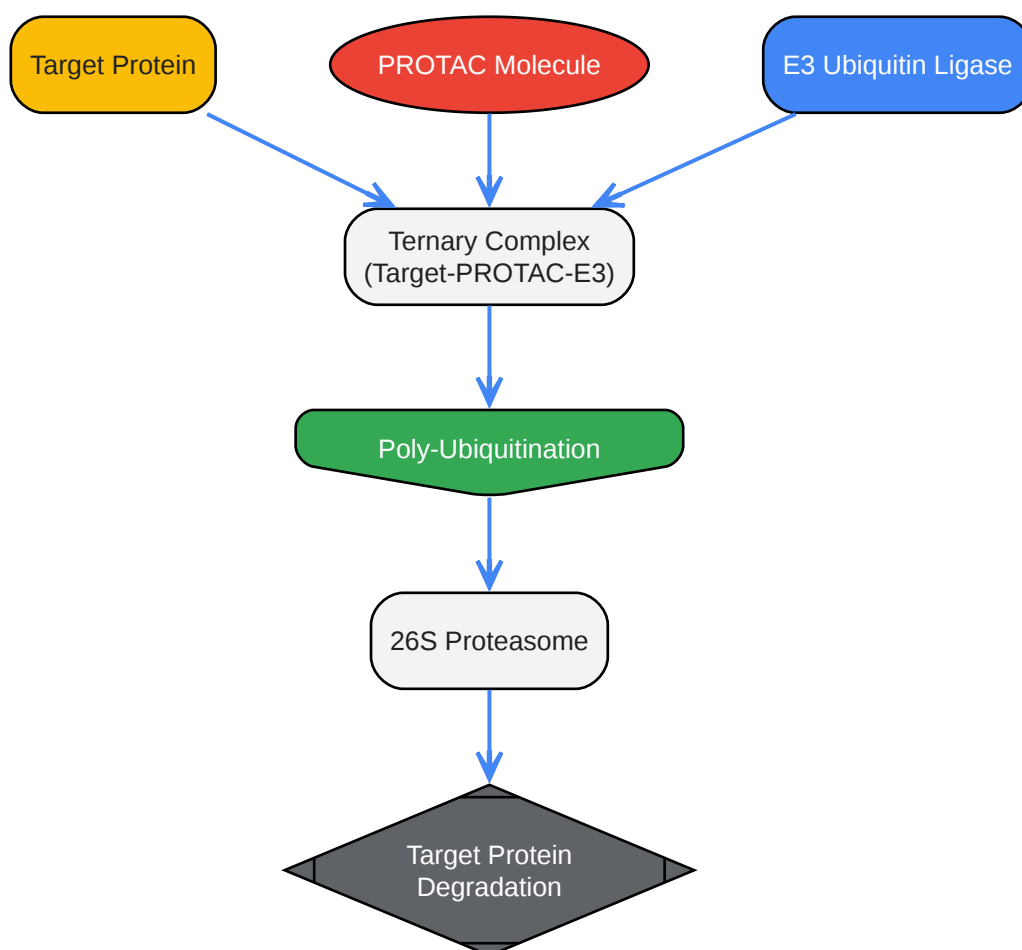 Target Protein
PROTAC Molecule
E3 Ubiquitin Ligase
Ternary Complex
(Target-PROTAC-E3)
Poly-Ubiquitination
26S Proteasome
Target Protein
Degradation